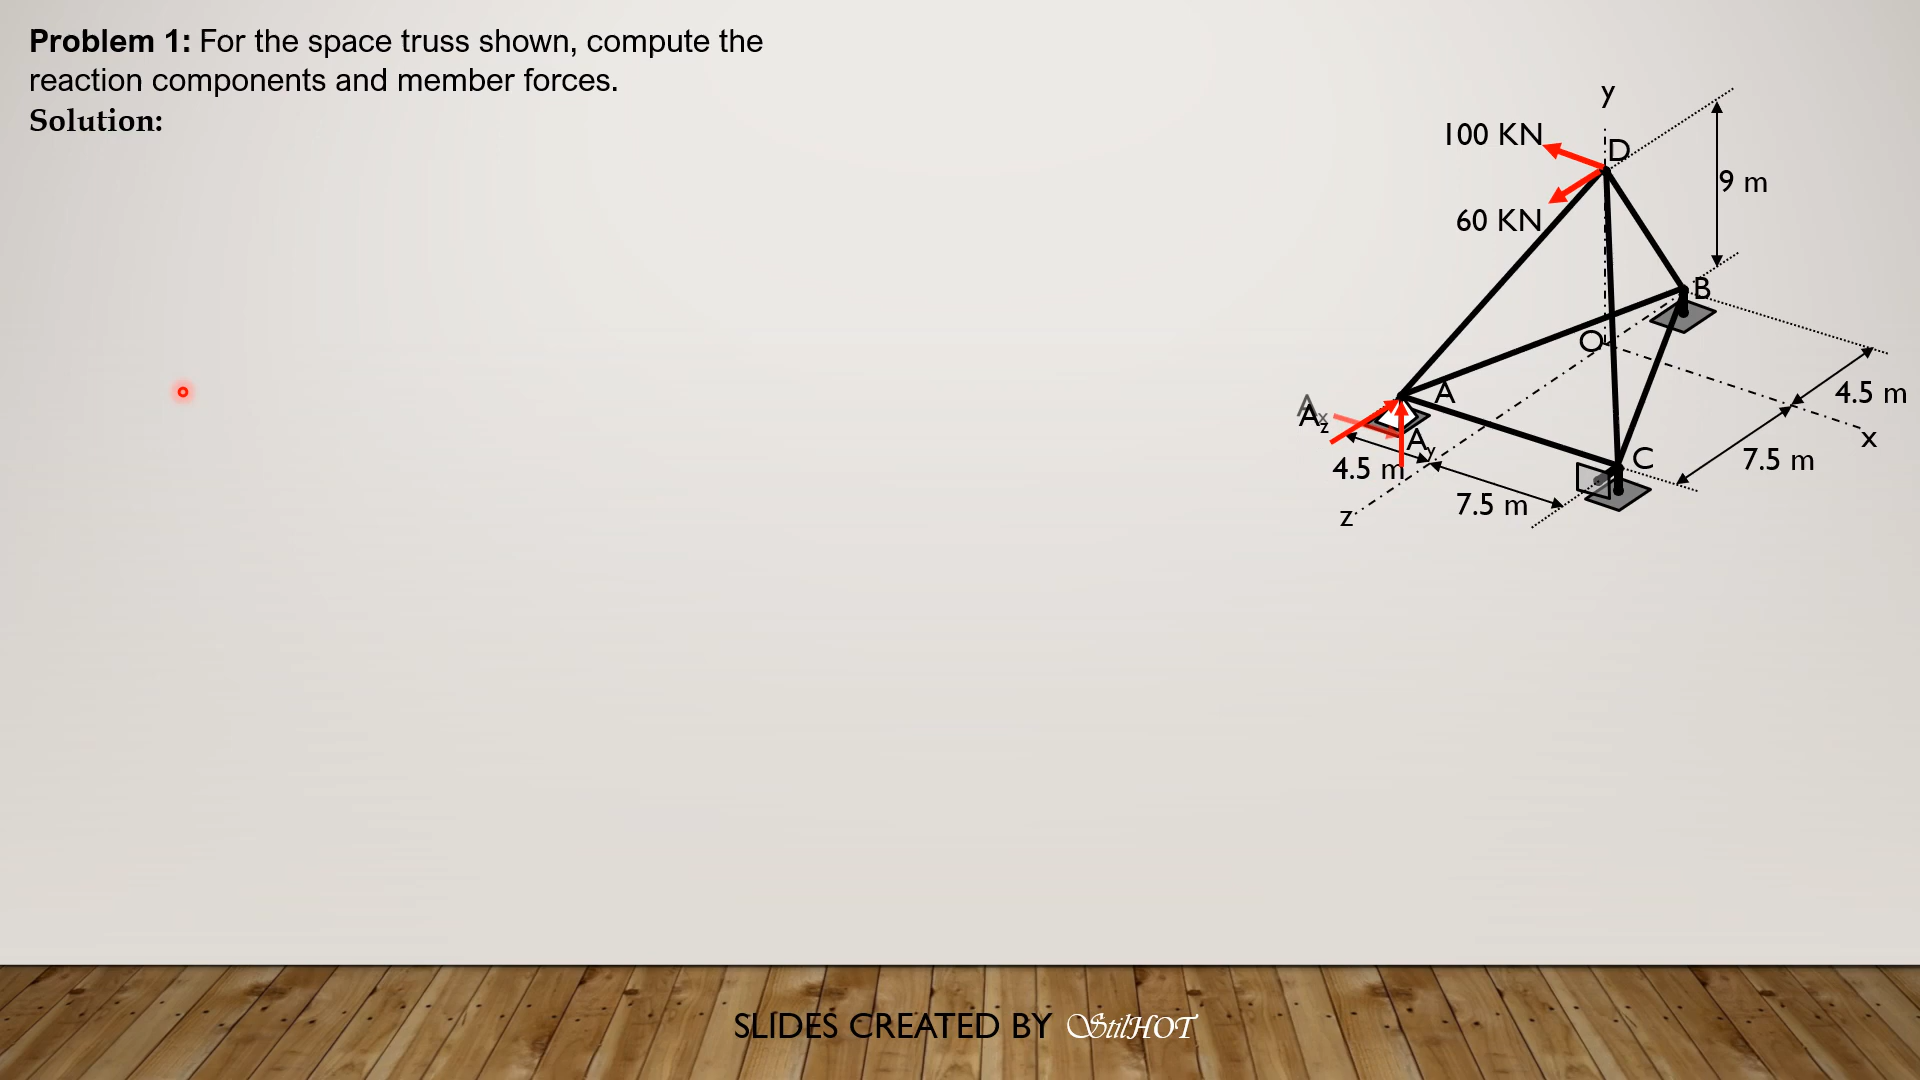 Problem 1: For the space truss shown, compute the
reaction components and member forces.
Solution:
y
100 KN
D
9 m
60 KN
B
O
A
4.5 m
Ax
Az
Ay
x
C
7.5 m
4.5 m
7.5 m
z
SLIDES CREATED BY StilHOT